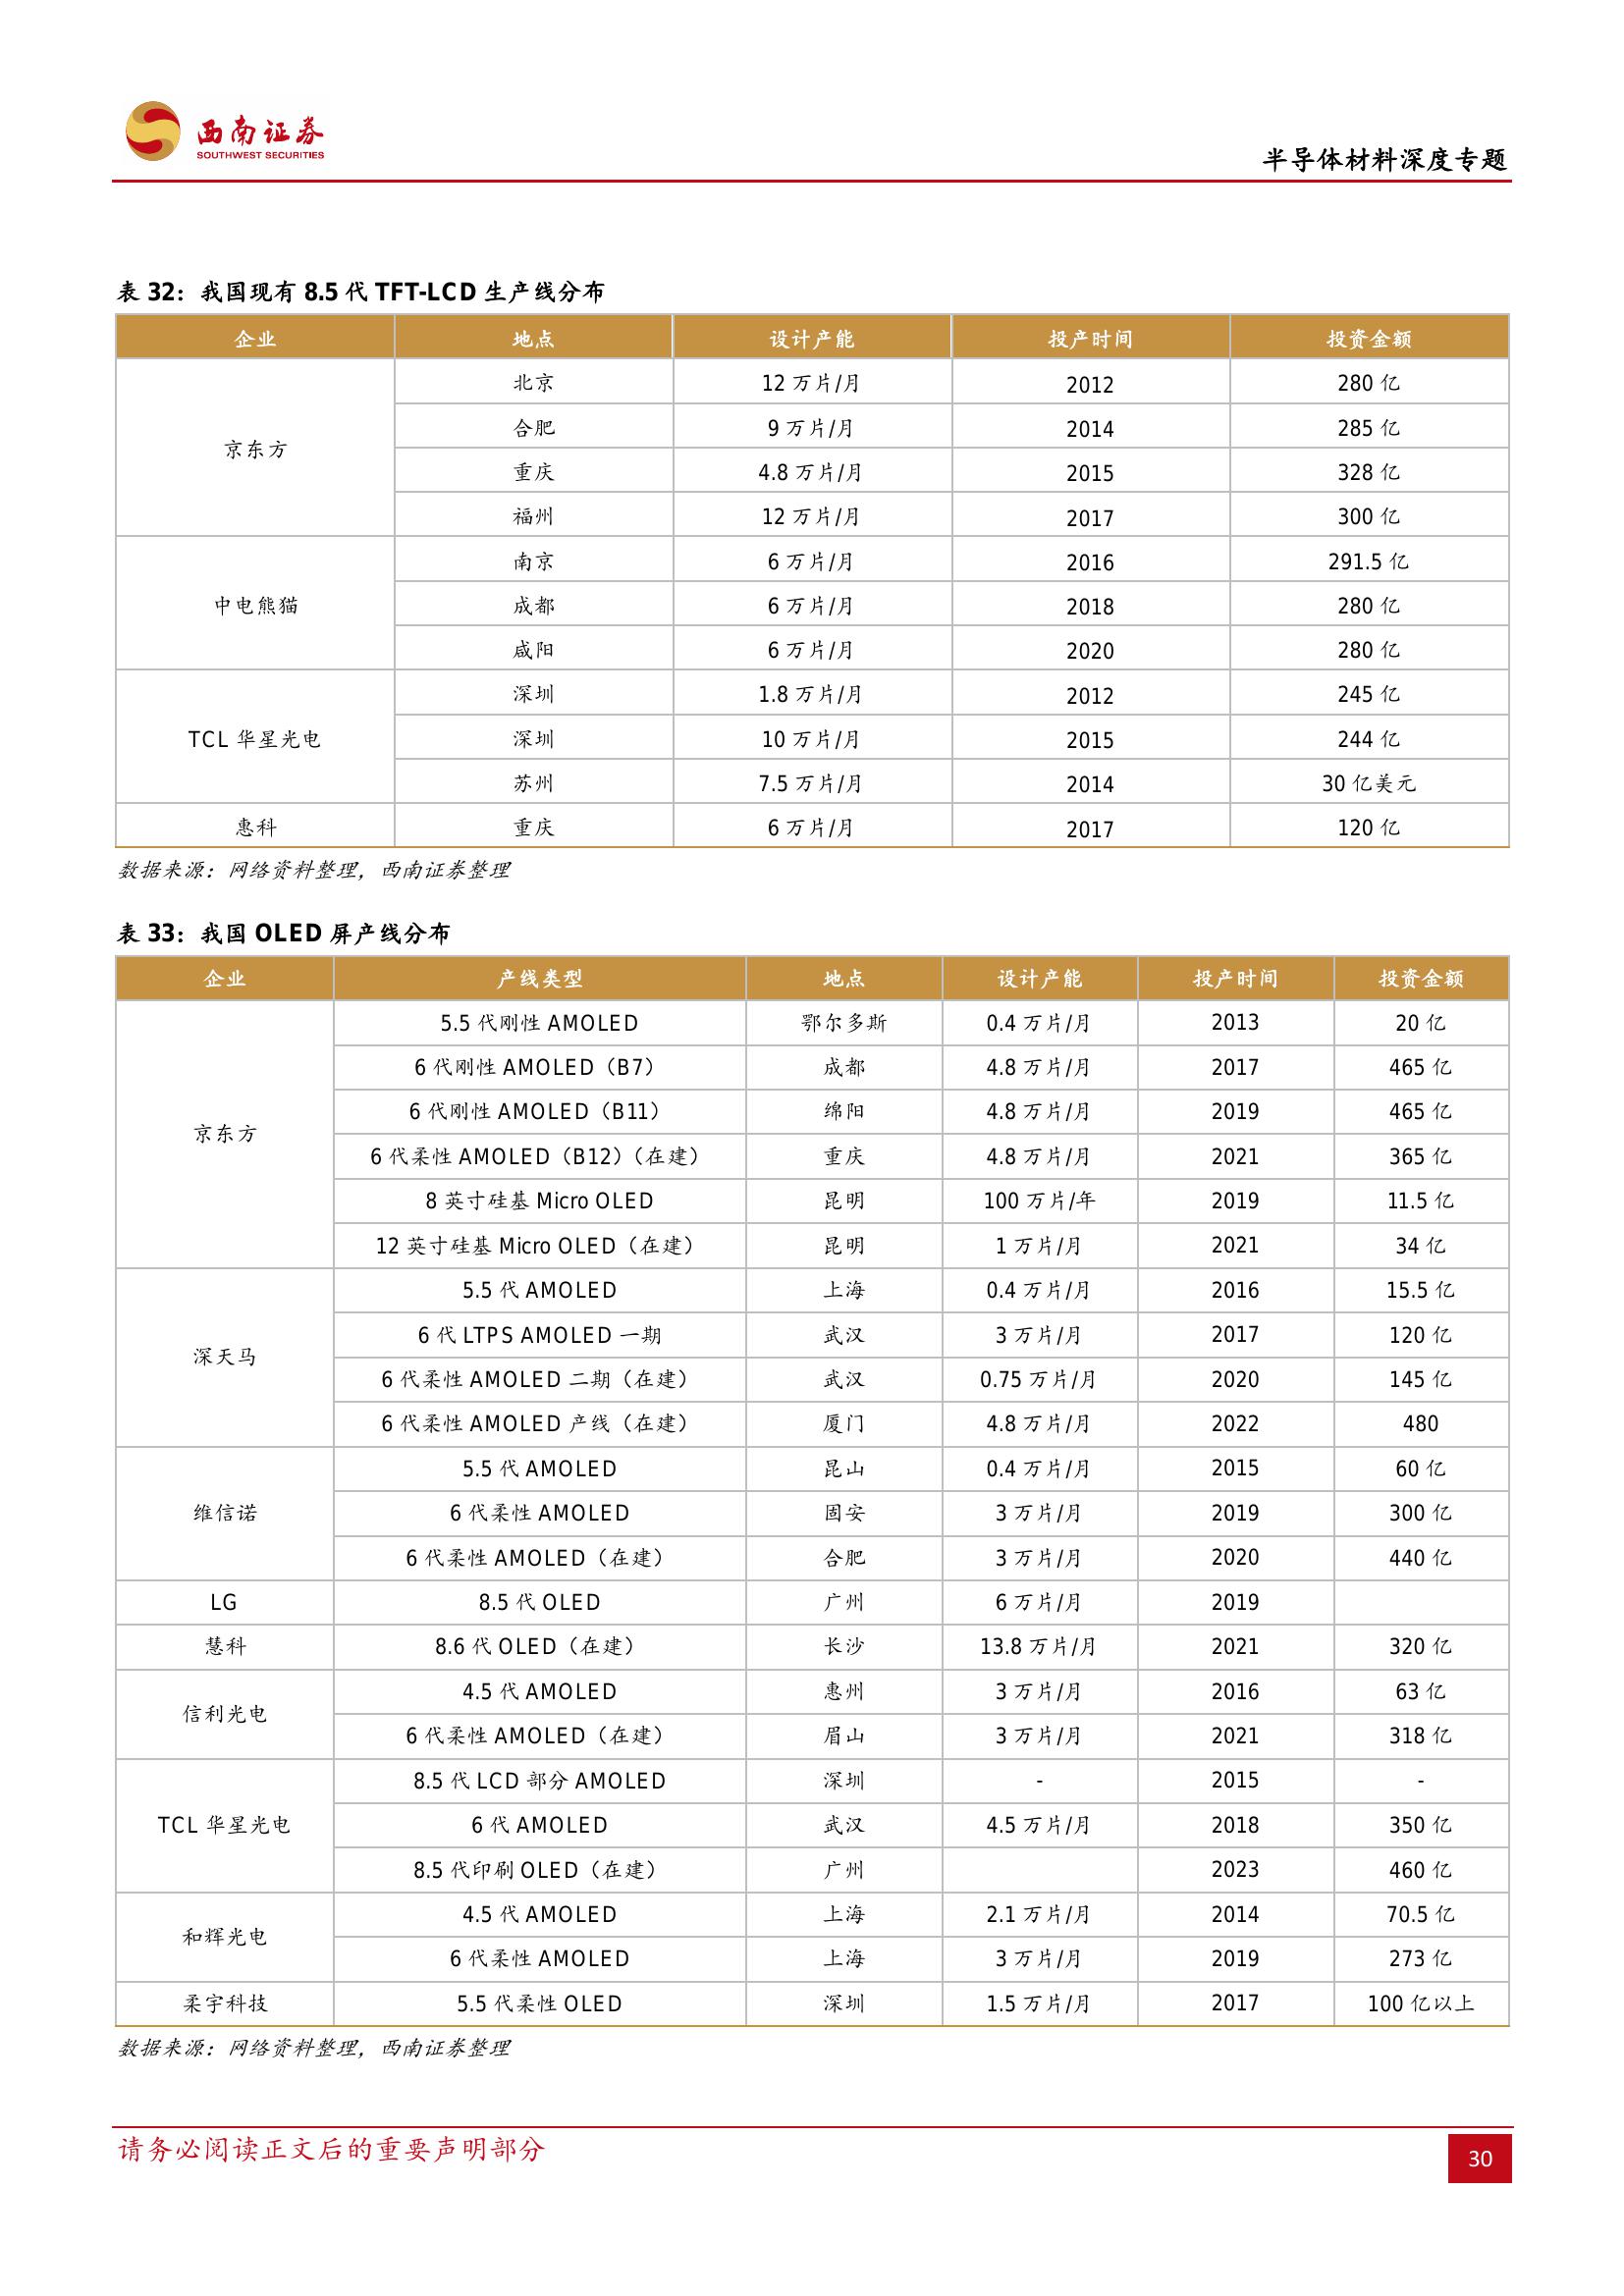 西南证券
SOUTHWEST SECURITIES
半导体材料深度专题
表 32：我国现有 8.5 代 TFT-LCD 生产线分布
企业 地点 设计产能 投产时间 投资金额
京东方 北京 12 万片/月 2012 280 亿
合肥 9 万片/月 2014 285 亿
重庆 4.8 万片/月 2015 328 亿
福州 12 万片/月 2017 300 亿
中电熊猫 南京 6 万片/月 2016 291.5 亿
成都 6 万片/月 2018 280 亿
咸阳 6 万片/月 2020 280 亿
TCL 华星光电 深圳 1.8 万片/月 2012 245 亿
深圳 10 万片/月 2015 244 亿
苏州 7.5 万片/月 2014 30 亿美元
惠科 重庆 6 万片/月 2017 120 亿
数据来源：网络资料整理，西南证券整理
表 33：我国 OLED 屏产线分布
企业 产线类型 地点 设计产能 投产时间 投资金额
京东方 5.5 代刚性 AMOLED 鄂尔多斯 0.4 万片/月 2013 20 亿
6 代刚性 AMOLED（B7） 成都 4.8 万片/月 2017 465 亿
6 代刚性 AMOLED（B11） 绵阳 4.8 万片/月 2019 465 亿
6 代柔性 AMOLED（B12）（在建） 重庆 4.8 万片/月 2021 365 亿
8 英寸硅基 Micro OLED 昆明 100 万片/年 2019 11.5 亿
12 英寸硅基 Micro OLED（在建） 昆明 1 万片/月 2021 34 亿
深天马 5.5 代 AMOLED 上海 0.4 万片/月 2016 15.5 亿
6 代 LTPS AMOLED 一期 武汉 3 万片/月 2017 120 亿
6 代柔性 AMOLED 二期（在建） 武汉 0.75 万片/月 2020 145 亿
6 代柔性 AMOLED 产线（在建） 厦门 4.8 万片/月 2022 480
维信诺 5.5 代 AMOLED 昆山 0.4 万片/月 2015 60 亿
6 代柔性 AMOLED 固安 3 万片/月 2019 300 亿
6 代柔性 AMOLED（在建） 合肥 3 万片/月 2020 440 亿
LG 8.5 代 OLED 广州 6 万片/月 2019
慧科 8.6 代 OLED（在建） 长沙 13.8 万片/月 2021 320 亿
信利光电 4.5 代 AMOLED 惠州 3 万片/月 2016 63 亿
6 代柔性 AMOLED（在建） 眉山 3 万片/月 2021 318 亿
TCL 华星光电 8.5 代 LCD 部分 AMOLED 深圳 - 2015 -
6 代 AMOLED 武汉 4.5 万片/月 2018 350 亿
8.5 代印刷 OLED（在建） 广州 2023 460 亿
和辉光电 4.5 代 AMOLED 上海 2.1 万片/月 2014 70.5 亿
6 代柔性 AMOLED 上海 3 万片/月 2019 273 亿
柔宇科技 5.5 代柔性 OLED 深圳 1.5 万片/月 2017 100 亿以上
数据来源：网络资料整理，西南证券整理
请务必阅读正文后的重要声明部分
30